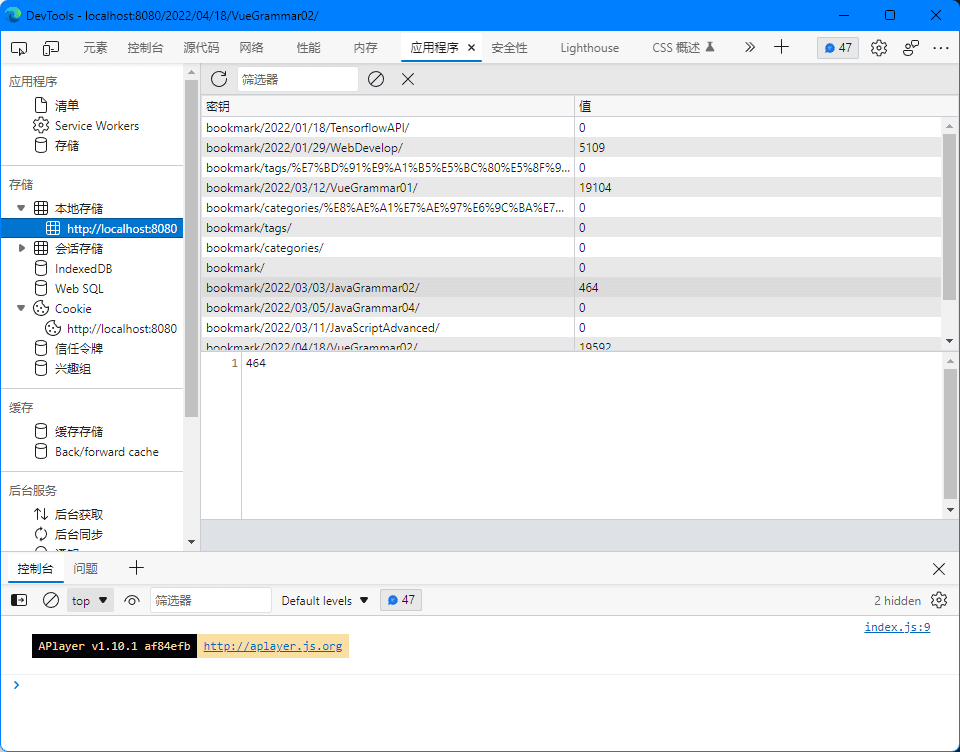 DevTools - localhost:8080/2022/04/18/VueGrammar02/
元素 控制台 源代码 网络 性能 内存 应用程序 安全性 Lighthouse CSS 概述 47
应用程序
清单
Service Workers
存储
存储
本地存储
http://localhost:8080
会话存储
IndexedDB
Web SQL
Cookie
http://localhost:8080
信任令牌
兴趣组
缓存
缓存存储
Back/forward cache
后台服务
后台获取
后台同步
筛选器
密钥 值
bookmark/2022/01/18/TensorflowAPI/ 0
bookmark/2022/01/29/WebDevelop/ 5109
bookmark/tags/%E7%BD%91%E9%A1%B5%E5%BC%80%E5%8F%9... 0
bookmark/2022/03/12/VueGrammar01/ 19104
bookmark/categories/%E8%AE%A1%E7%AE%97%E6%9C%BA%E7... 0
bookmark/tags/ 0
bookmark/categories/ 0
bookmark/ 0
bookmark/2022/03/03/JavaGrammar02/ 464
bookmark/2022/03/05/JavaGrammar04/ 0
bookmark/2022/03/11/JavaScriptAdvanced/ 0
bookmark/2022/04/18/VueGrammar02/ 19592
1 464
控制台 问题
top 筛选器 Default levels 47 2 hidden
index.js:9
APlayer v1.10.1 af84efb http://aplayer.js.org